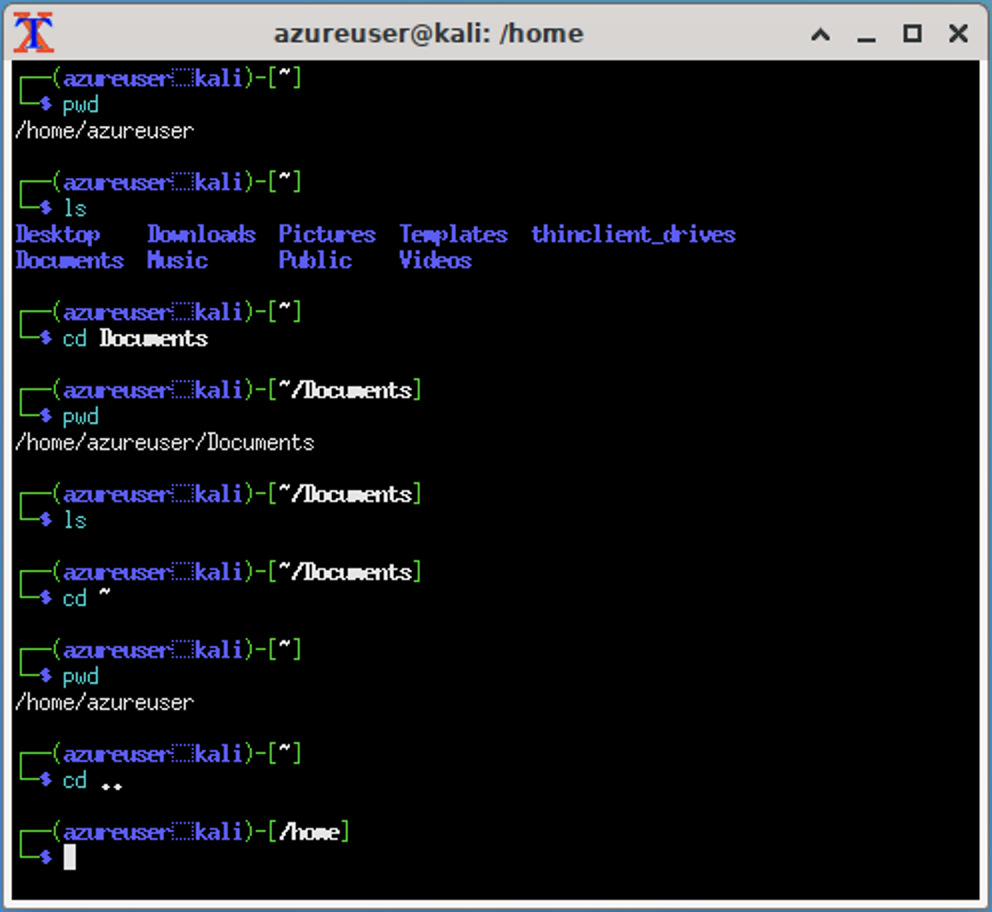 azureuser@kali: /home
┌──(azureuser㉿kali)-[~]
└─$ pwd
/home/azureuser
┌──(azureuser㉿kali)-[~]
└─$ ls
Desktop    Downloads  Pictures  Templates  thinclient_drives
Documents  Music      Public    Videos
┌──(azureuser㉿kali)-[~]
└─$ cd Documents
┌──(azureuser㉿kali)-[~/Documents]
└─$ pwd
/home/azureuser/Documents
┌──(azureuser㉿kali)-[~/Documents]
└─$ ls
┌──(azureuser㉿kali)-[~/Documents]
└─$ cd ~
┌──(azureuser㉿kali)-[~]
└─$ pwd
/home/azureuser
┌──(azureuser㉿kali)-[~]
└─$ cd ..
┌──(azureuser㉿kali)-[/home]
└─$